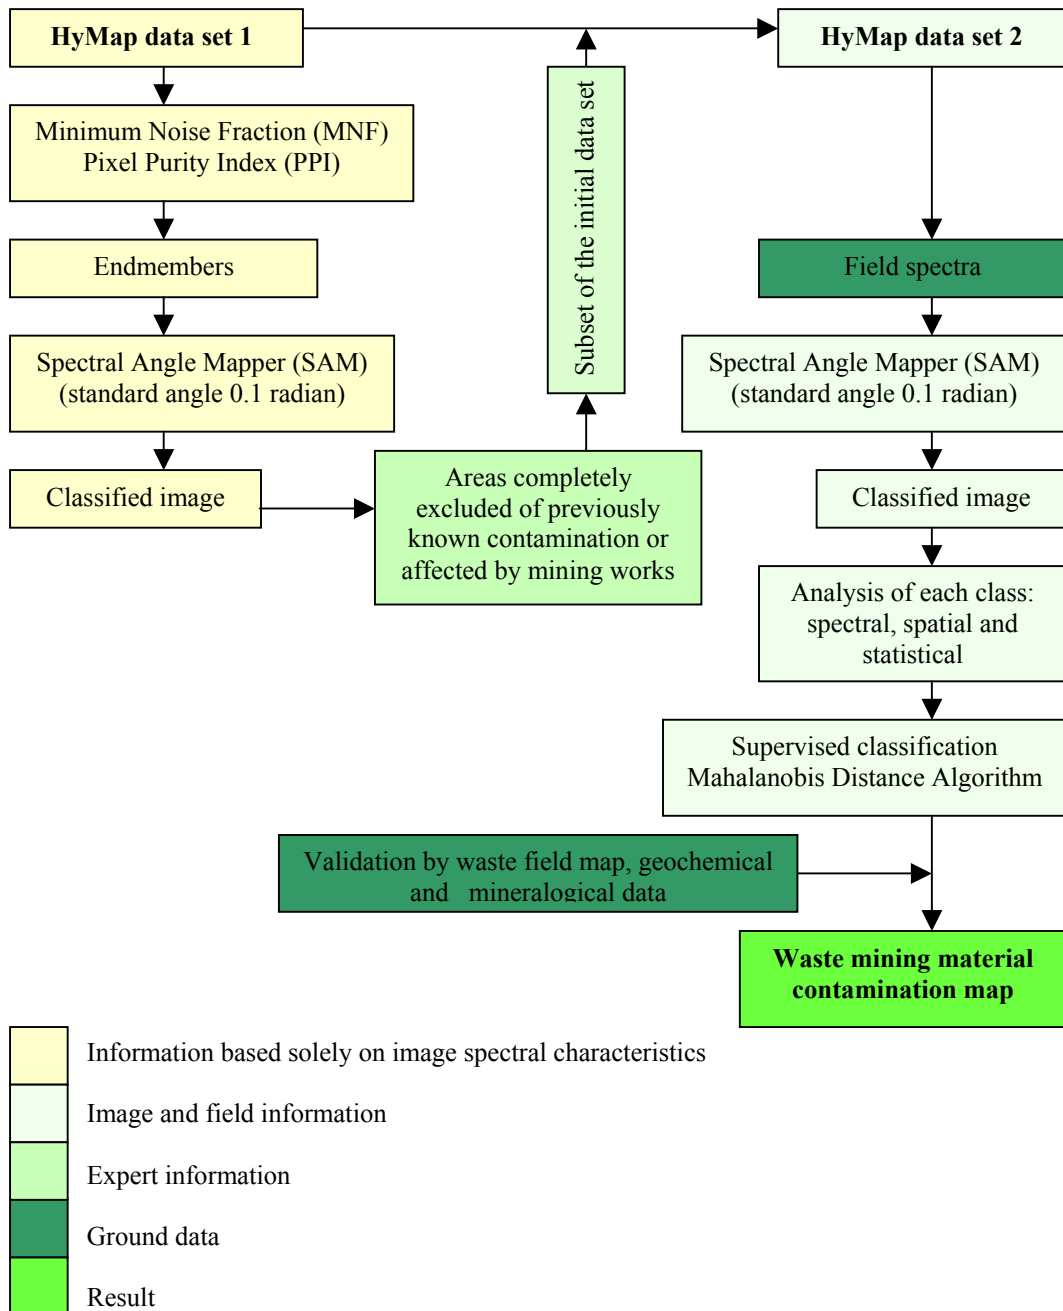 HyMap data set 1
HyMap data set 2
Minimum Noise Fraction (MNF)
Pixel Purity Index (PPI)
Subset of the initial data set
Endmembers
Field spectra
Spectral Angle Mapper (SAM)
(standard angle 0.1 radian)
Spectral Angle Mapper (SAM)
(standard angle 0.1 radian)
Classified image
Areas completely
excluded of previously
known contamination or
affected by mining works
Classified image
Analysis of each class:
spectral, spatial and
statistical
Supervised classification
Mahalanobis Distance Algorithm
Validation by waste field map, geochemical
and mineralogical data
Waste mining material
contamination map
Information based solely on image spectral characteristics
Image and field information
Expert information
Ground data
Result